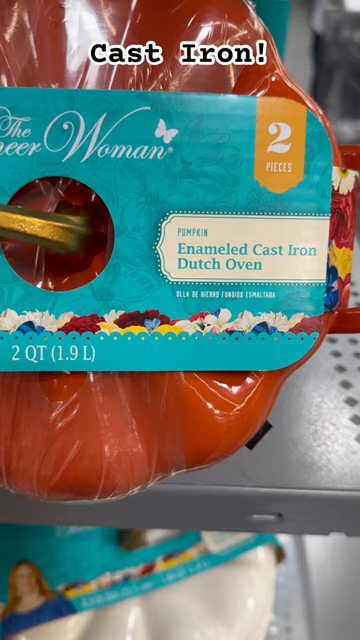 Cast Iron!
The
neer Woman®
2
PIECES
PUMPKIN
Enameled Cast Iron
Dutch Oven
OLLA DE HIERRO FUNDIDO ESMALTADA
2 QT (1.9 L)